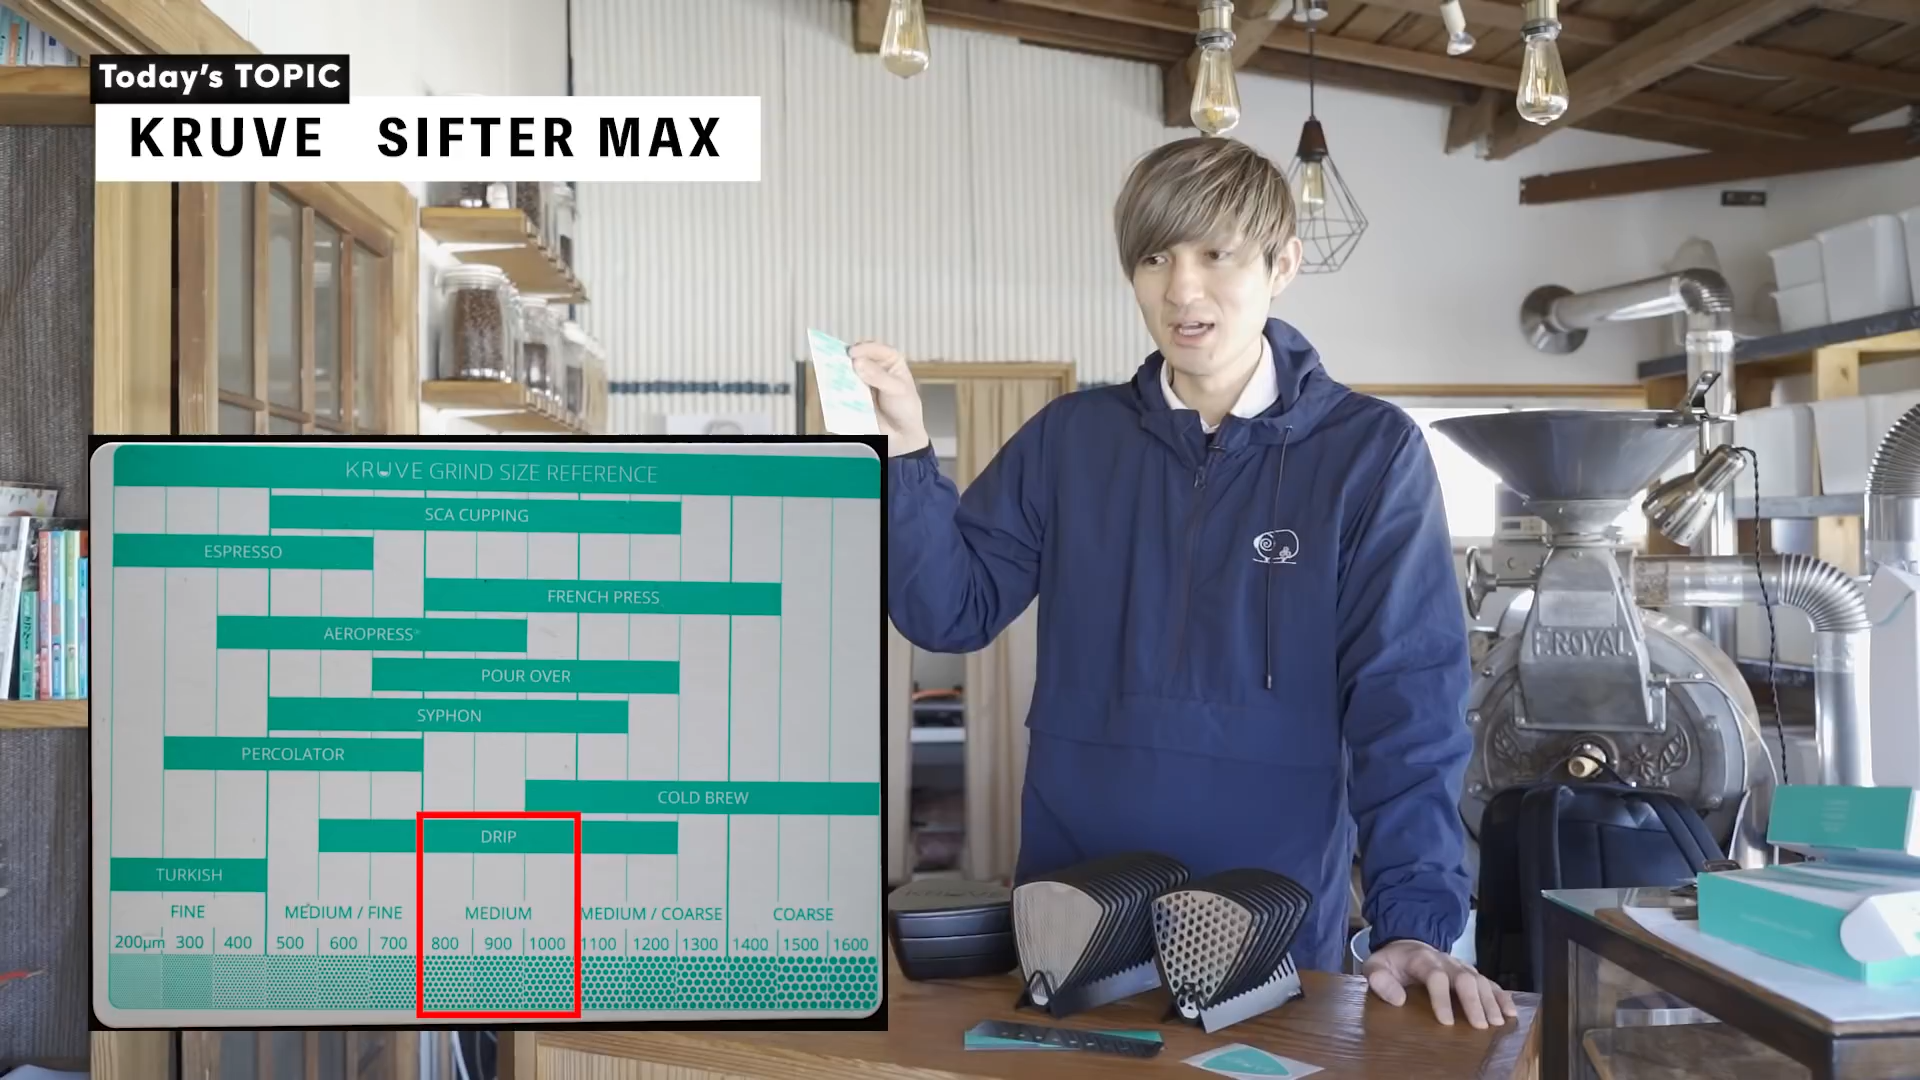 Today's TOPIC
KRUVE SIFTER MAX
KRUVE GRIND SIZE REFERENCE
SCA CUPPING
ESPRESSO
FRENCH PRESS
AEROPRESS®
POUR OVER
SYPHON
PERCOLATOR
COLD BREW
DRIP
TURKISH
FINE MEDIUM / FINE MEDIUM MEDIUM / COARSE COARSE
200µm 300 400 500 600 700 800 900 1000 1100 1200 1300 1400 1500 1600
F.ROYAL